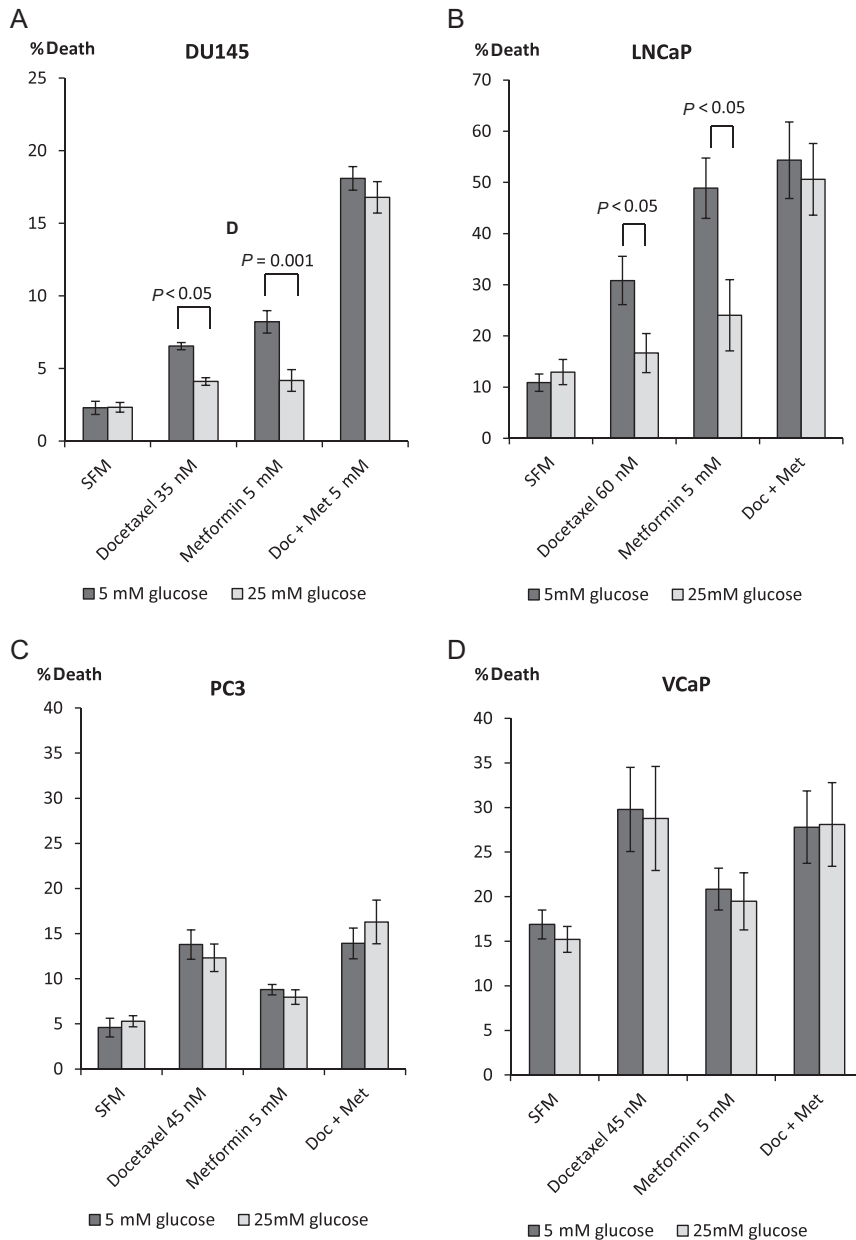 A
% Death
DU145
25
20
15
10
5
0
D
P < 0.05
P = 0.001
SFM
Docetaxel 35 nM
Metformin 5 mM
Doc + Met 5 mM
5 mM glucose
25 mM glucose
B
% Death
LNCaP
70
60
50
40
30
20
10
0
P < 0.05
P < 0.05
SFM
Docetaxel 60 nM
Metformin 5 mM
Doc + Met
5mM glucose
25mM glucose
C
% Death
PC3
40
35
30
25
20
15
10
5
0
SFM
Docetaxel 45 nM
Metformin 5 mM
Doc + Met
5 mM glucose
25mM glucose
D
% Death
VCaP
40
35
30
25
20
15
10
5
0
SFM
Docetaxel 45 nM
Metformin 5 mM
Doc + Met
5 mM glucose
25mM glucose